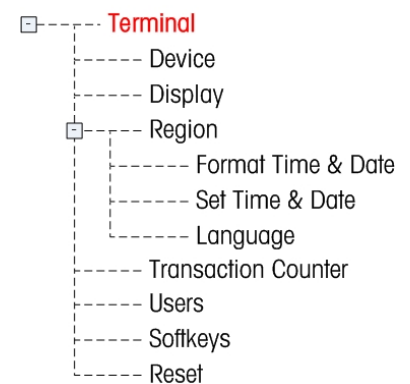 Terminal
Device
Display
Region
Format Time & Date
Set Time & Date
Language
Transaction Counter
Users
Softkeys
Reset